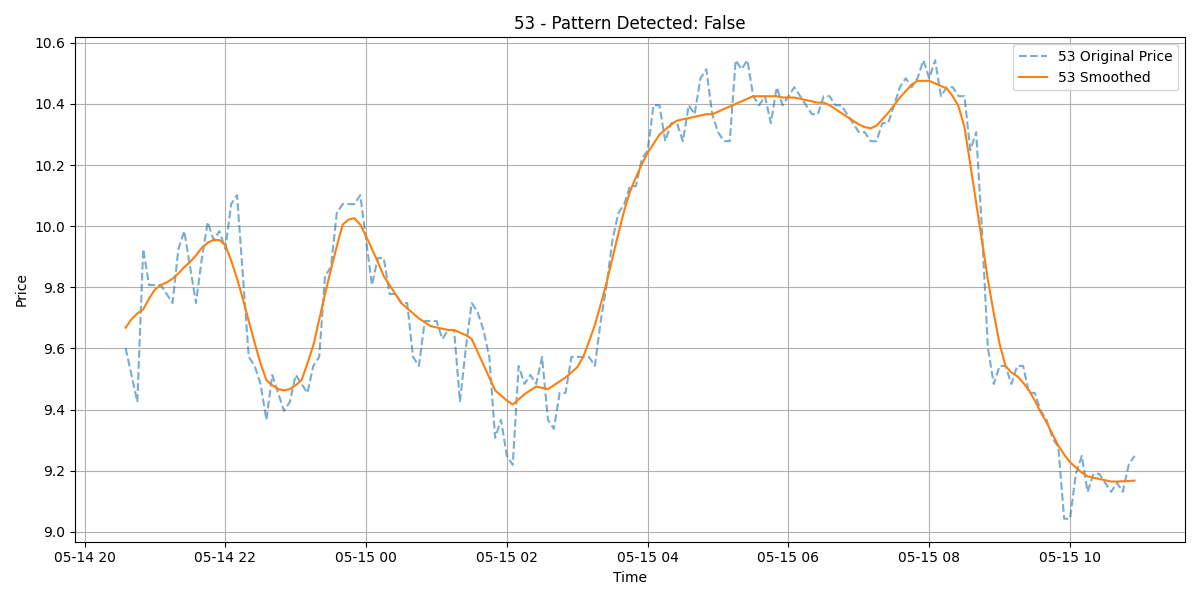 53 - Pattern Detected: False
53 Original Price
53 Smoothed
Price
10.6
10.4
10.2
10.0
9.8
9.6
9.4
9.2
9.0
05-14 20 05-14 22 05-15 00 05-15 02 05-15 04 05-15 06 05-15 08 05-15 10
Time